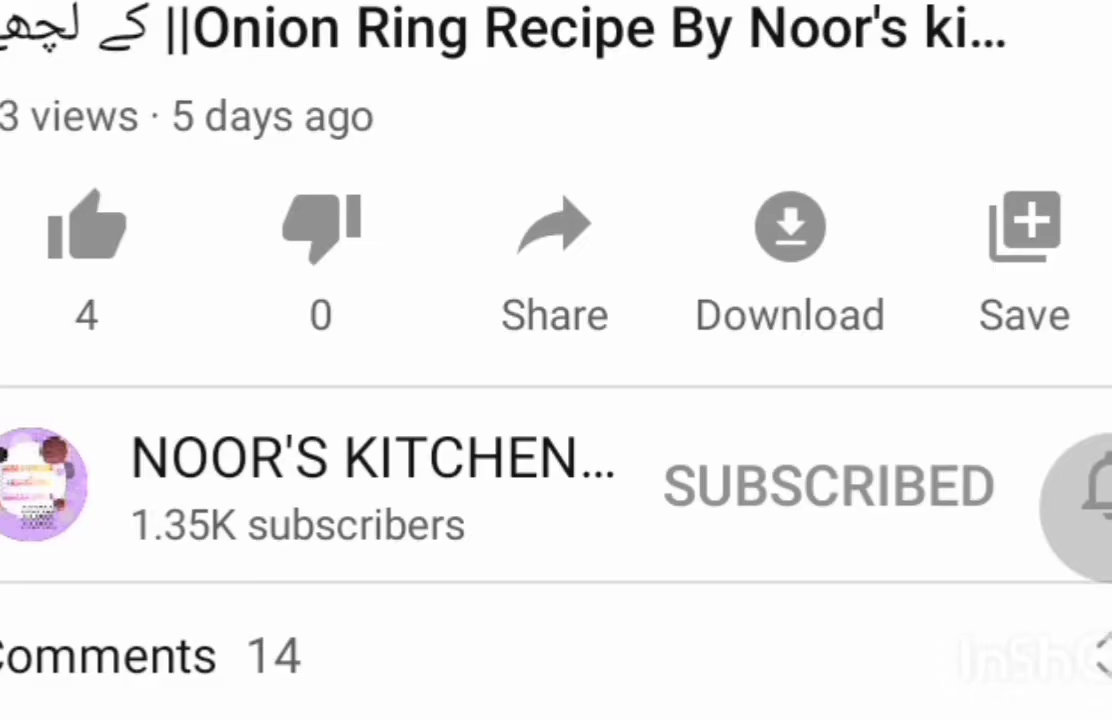 کے لچھے ||Onion Ring Recipe By Noor's ki...
3 views · 5 days ago
4 0 Share Download Save
NOOR'S KITCHEN... SUBSCRIBED
1.35K subscribers
Comments 14
InSh